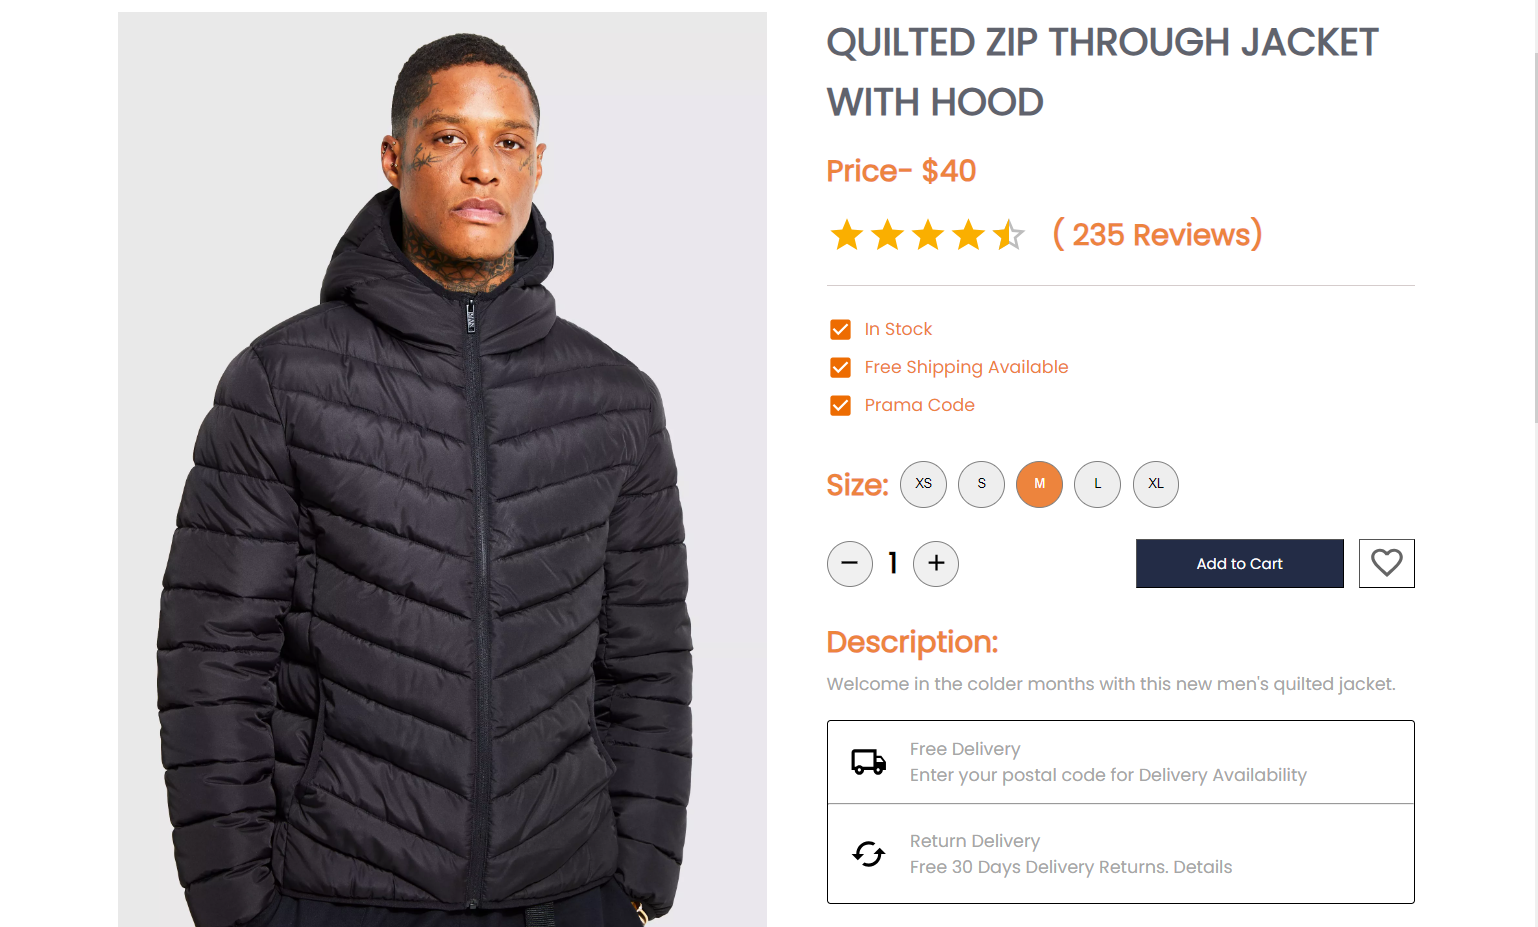 QUILTED ZIP THROUGH JACKET
WITH HOOD
Price- $40
( 235 Reviews)
In Stock
Free Shipping Available
Prama Code
Size: XS S M L XL
1 Add to Cart
Description:
Welcome in the colder months with this new men's quilted jacket.
Free Delivery
Enter your postal code for Delivery Availability
Return Delivery
Free 30 Days Delivery Returns. Details